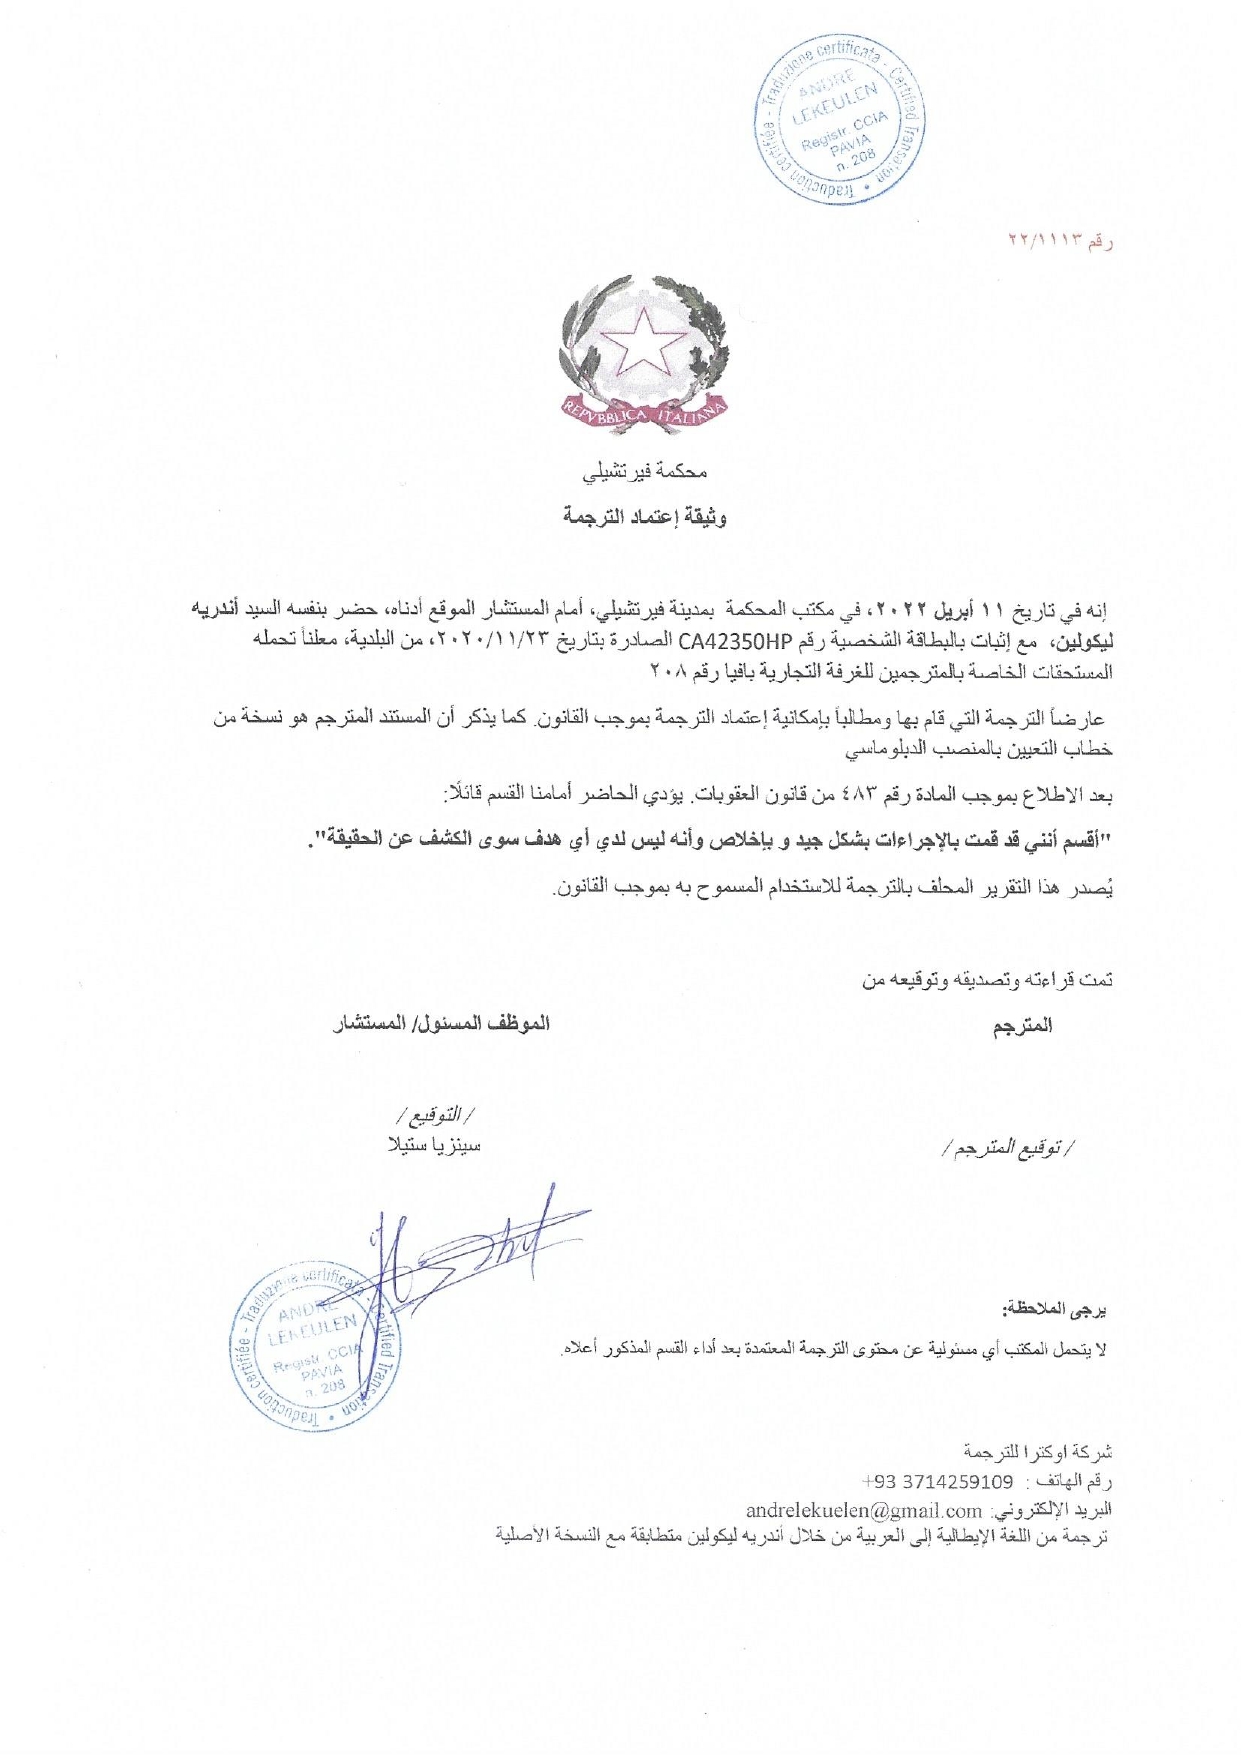 Traduzione certificata - Certified Transation • Traduction certifiée -
ANDRE
LEKEULEN
Registr. CCIA
PAVIA
n. 208
رقم ٢٢/١١١٣
REPVBBLICA ITALIANA
محكمة فيرتشيلي
وثيقة إعتماد الترجمة
إنه في تاريخ ١١ أبريل ٢٠٢٢، في مكتب المحكمة بمدينة فيرتشيلي، أمام المستشار الموقع أدناه، حضر بنفسه السيد أندريه
ليكولين، مع إثبات بالبطاقة الشخصية رقم CA42350HP الصادرة بتاريخ ٢٠٢٠/١١/٢٣، من البلدية، معلناً تحمله
المستحقات الخاصة بالمترجمين للغرفة التجارية بافيا رقم ٢٠٨
عارضاً الترجمة التي قام بها ومطالباً بإمكانية إعتماد الترجمة بموجب القانون. كما يذكر أن المستند المترجم هو نسخة من
خطاب التعيين بالمنصب الدبلوماسي
بعد الاطلاع بموجب المادة رقم ٤٨٣ من قانون العقوبات. يؤدي الحاضر أمامنا القسم قائلًا:
"أقسم أنني قد قمت بالإجراءات بشكل جيد و بإخلاص وأنه ليس لدي أي هدف سوى الكشف عن الحقيقة".
يُصدر هذا التقرير المحلف بالترجمة للاستخدام المسموح به بموجب القانون.
تمت قراءته وتصديقه وتوقيعه من
المترجم
الموظف المسئول/ المستشار
/ التوقيع /
سينزيا ستيلا
/ توقيع المترجم /
Traduzione certificata - Certified Transation • Traduction certifiée -
ANDRE
LEKEULEN
Registr. CCIA
PAVIA
n. 208
يرجى الملاحظة:
لا يتحمل المكتب أي مسئولية عن محتوى الترجمة المعتمدة بعد أداء القسم المذكور أعلاه.
شركة اوكترا للترجمة
رقم الهاتف : +93 3714259109
البريد الإلكتروني: andrelekuelen@gmail.com
ترجمة من اللغة الإيطالية إلى العربية من خلال أندريه ليكولين متطابقة مع النسخة الأصلية